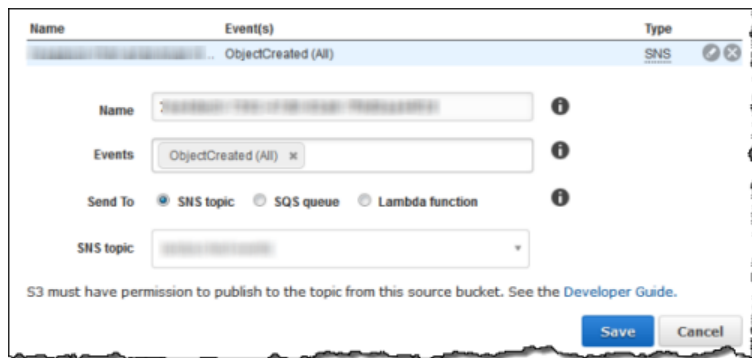 Name Event(s) Type
.. ObjectCreated (All) SNS
Name
Events ObjectCreated (All) ×
Send To SNS topic SQS queue Lambda function
SNS topic
S3 must have permission to publish to the topic from this source bucket. See the Developer Guide.
Save Cancel